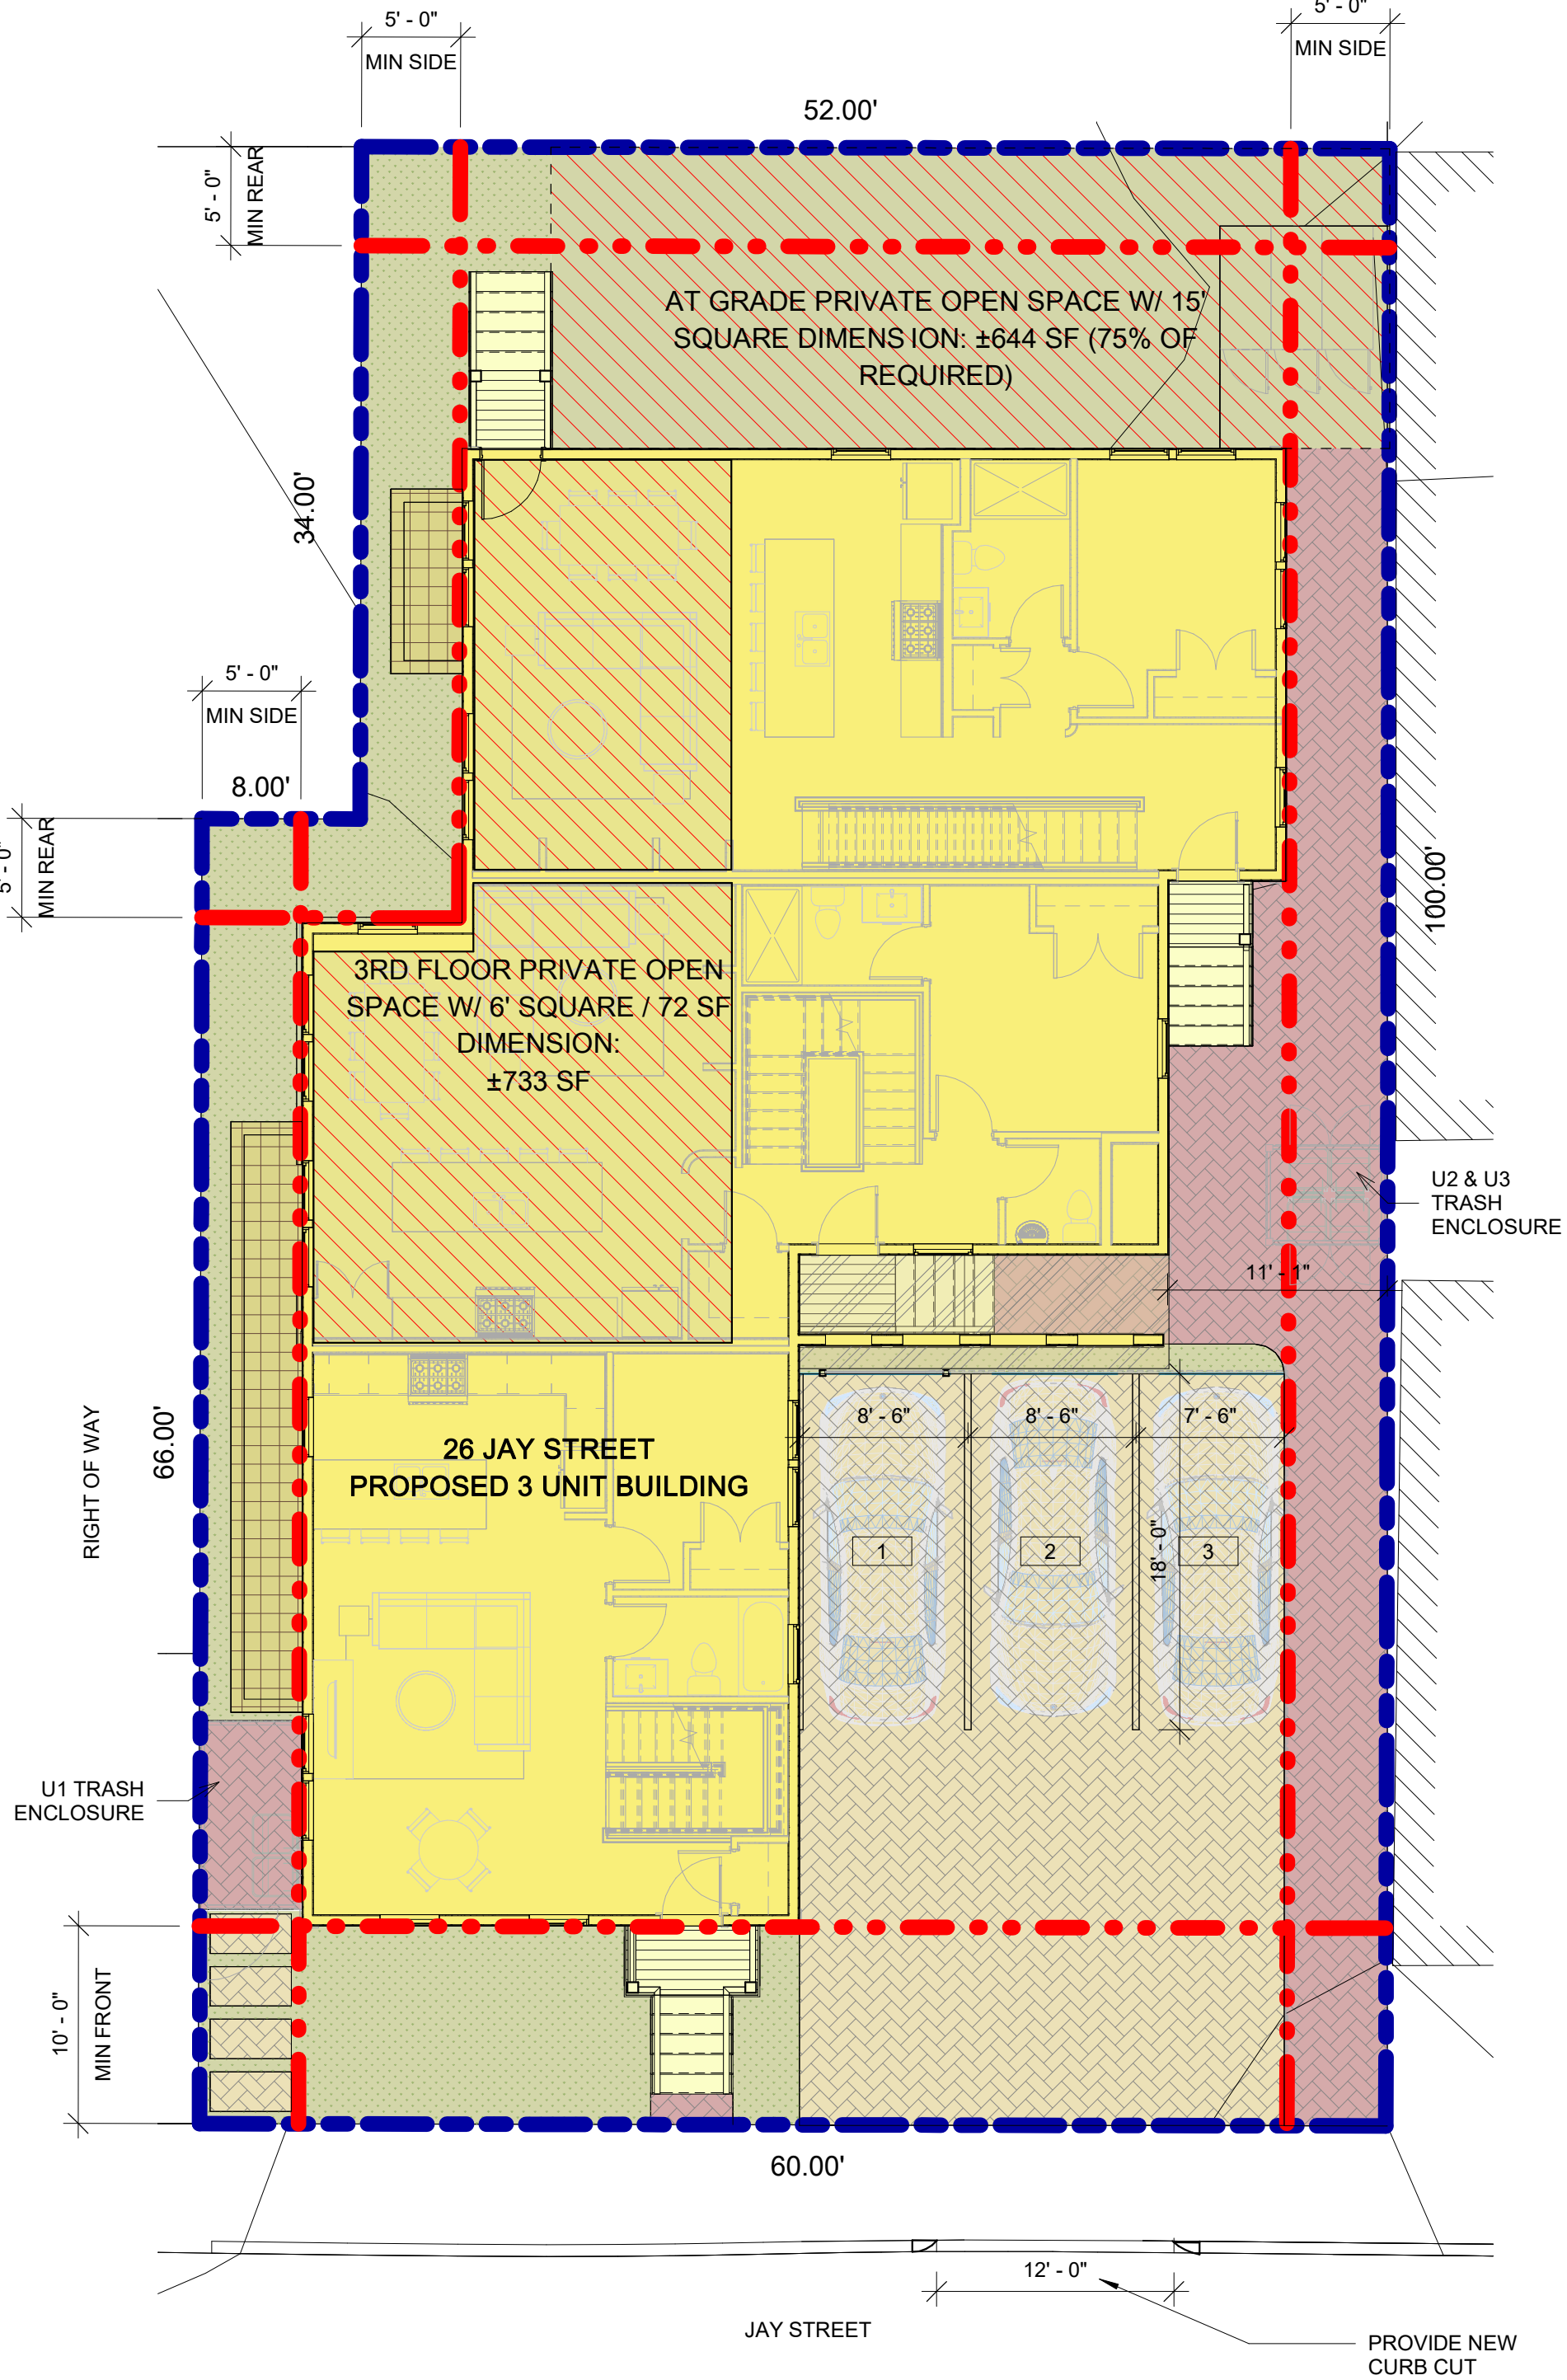 5' - 0"
MIN SIDE
5' - 0"
MIN SIDE
52.00'
5' - 0"
MIN REAR
AT GRADE PRIVATE OPEN SPACE W/ 15'
SQUARE DIMENSION: ±644 SF (75% OF
REQUIRED)
34.00'
5' - 0"
MIN SIDE
8.00'
5' - 0"
MIN REAR
100.00'
3RD FLOOR PRIVATE OPEN
SPACE W/ 6' SQUARE / 72 SF
DIMENSION:
±733 SF
U2 & U3
TRASH
ENCLOSURE
11' - 1"
8' - 6"
8' - 6"
7' - 6"
RIGHT OF WAY
66.00'
26 JAY STREET
PROPOSED 3 UNIT BUILDING
1
2
18' - 0"
3
U1 TRASH
ENCLOSURE
10' - 0"
MIN FRONT
60.00'
12' - 0"
JAY STREET
PROVIDE NEW
CURB CUT